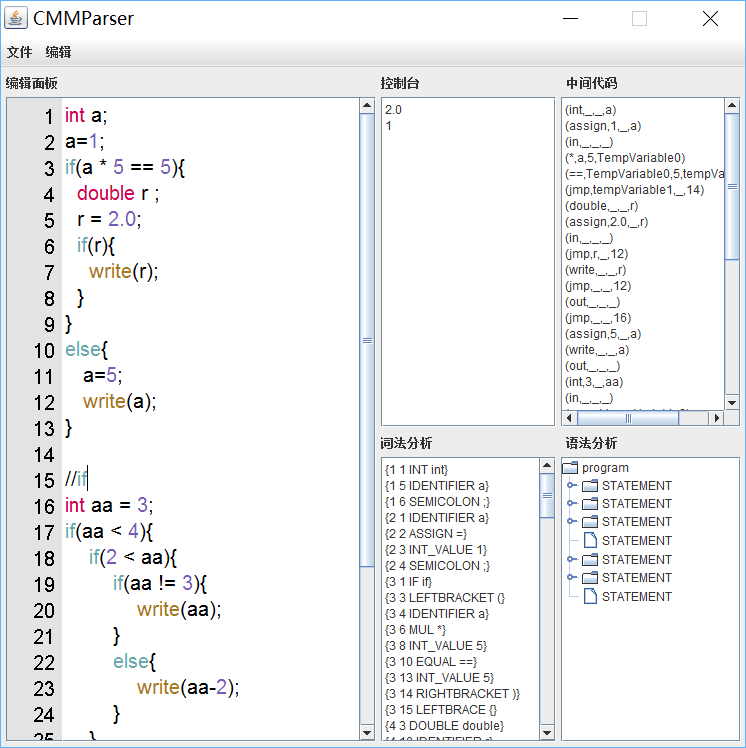 CMMParser
文件 编辑
编辑面板
1 int a;
2 a=1;
3 if(a * 5 == 5){
4 double r ;
5 r = 2.0;
6 if(r){
7 write(r);
8 }
9 }
10 else{
11 a=5;
12 write(a);
13 }
14
15 //if
16 int aa = 3;
17 if(aa < 4){
18 if(2 < aa){
19 if(aa != 3){
20 write(aa);
21 }
22 else{
23 write(aa-2);
24 }
25 }
控制台
2.0
1
中间代码
(int,_,_,a)
(assign,1,_,a)
(in,_,_,_)
(*,a,5,TempVariable0)
(==,TempVariable0,5,tempVa
(jmp,tempVariable1,_,14)
(double,_,_,r)
(assign,2.0,_,r)
(in,_,_,_)
(jmp,r,_,12)
(write,_,_,r)
(jmp,_,_,12)
(out,_,_,_)
(jmp,_,_,16)
(assign,5,_,a)
(write,_,_,a)
(out,_,_,_)
(int,3,_,aa)
(in,_,_,_)
词法分析
{1 1 INT int}
{1 5 IDENTIFIER a}
{1 6 SEMICOLON ;}
{2 1 IDENTIFIER a}
{2 2 ASSIGN =}
{2 3 INT_VALUE 1}
{2 4 SEMICOLON ;}
{3 1 IF if}
{3 3 LEFTBRACKET (}
{3 4 IDENTIFIER a}
{3 6 MUL *}
{3 8 INT_VALUE 5}
{3 10 EQUAL ==}
{3 13 INT_VALUE 5}
{3 14 RIGHTBRACKET )}
{3 15 LEFTBRACE {}
{4 3 DOUBLE double}
{4 10 IDENTIFIER r}
语法分析
program
STATEMENT
STATEMENT
STATEMENT
STATEMENT
STATEMENT
STATEMENT
STATEMENT